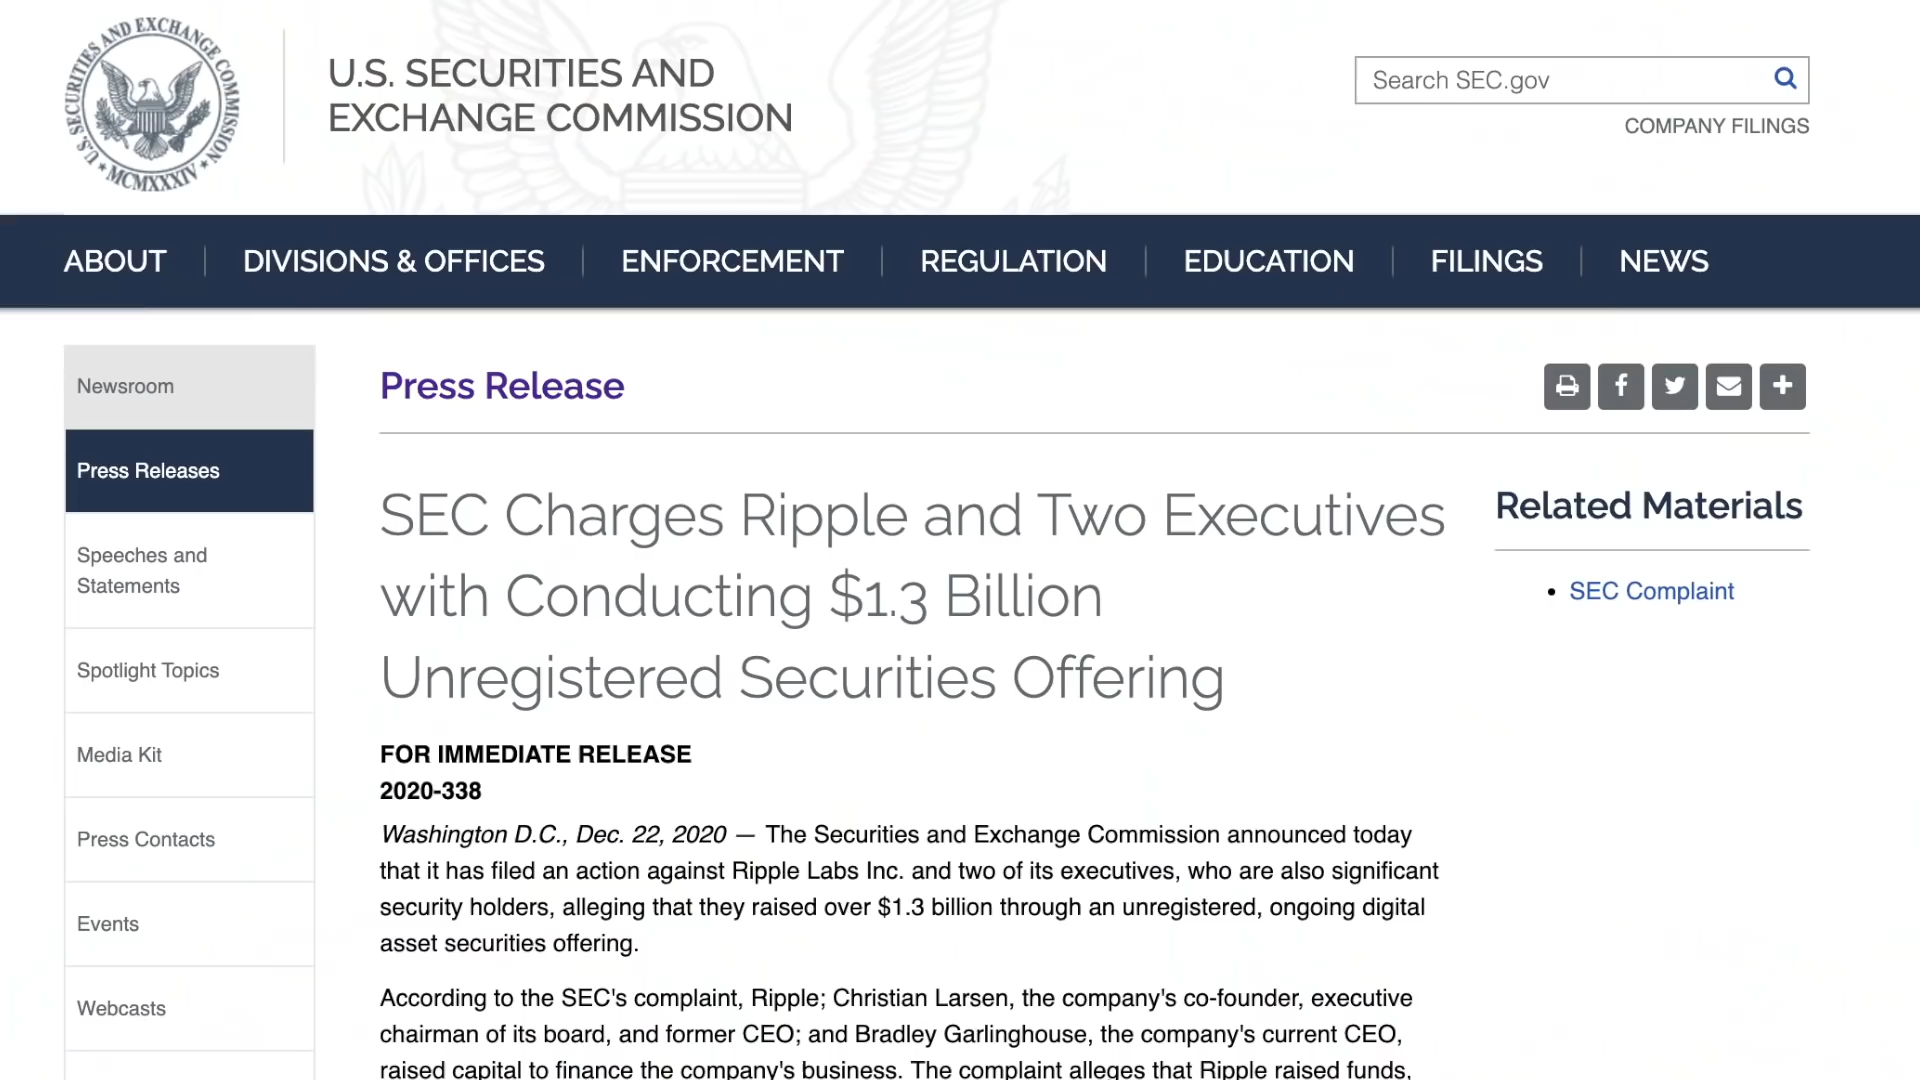 U.S. SECURITIES AND EXCHANGE COMMISSION
MCMXXXIV
U.S. SECURITIES AND
EXCHANGE COMMISSION
Search SEC.gov
COMPANY FILINGS
ABOUT
DIVISIONS & OFFICES
ENFORCEMENT
REGULATION
EDUCATION
FILINGS
NEWS
Newsroom
Press Releases
Speeches and
Statements
Spotlight Topics
Media Kit
Press Contacts
Events
Webcasts
Press Release
SEC Charges Ripple and Two Executives
with Conducting $1.3 Billion
Unregistered Securities Offering
FOR IMMEDIATE RELEASE
2020-338
Washington D.C., Dec. 22, 2020 — The Securities and Exchange Commission announced today
that it has filed an action against Ripple Labs Inc. and two of its executives, who are also significant
security holders, alleging that they raised over $1.3 billion through an unregistered, ongoing digital
asset securities offering.
According to the SEC's complaint, Ripple; Christian Larsen, the company's co-founder, executive
chairman of its board, and former CEO; and Bradley Garlinghouse, the company's current CEO,
raised capital to finance the company's business. The complaint alleges that Ripple raised funds,
Related Materials
SEC Complaint